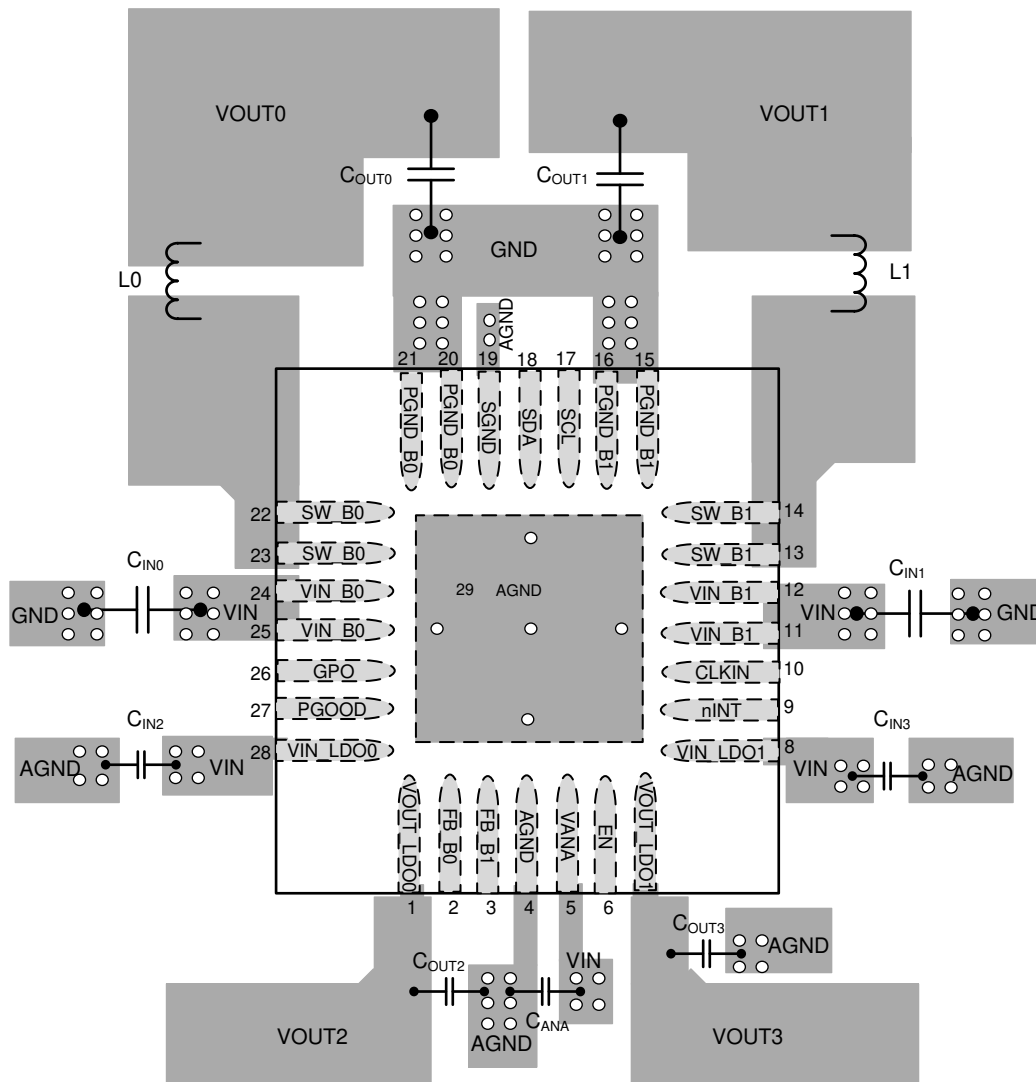 VOUT0
VOUT1
COUT0
COUT1
GND
L0
L1
AGND
21
20
19
18
17
16
15
PGND_B0
PGND_B0
SGND
SDA
SCL
PGND_B1
PGND_B1
22
SW_B0
SW_B1
14
23
SW_B0
SW_B1
13
CIN0
24
VIN_B0
VIN_B1
12
CIN1
GND
VIN
29
AGND
VIN
GND
25
VIN_B0
VIN_B1
11
26
GPO
CLKIN
10
27
PGOOD
nINT
9
CIN2
CIN3
28
VIN_LDO0
VIN_LDO1
8
AGND
VIN
VIN
AGND
VOUT_LDO0
FB_B0
FB_B1
AGND
VANA
EN
VOUT_LDO1
1
2
3
4
5
6
COUT3
AGND
COUT2
VIN
CANA
VOUT2
AGND
VOUT3